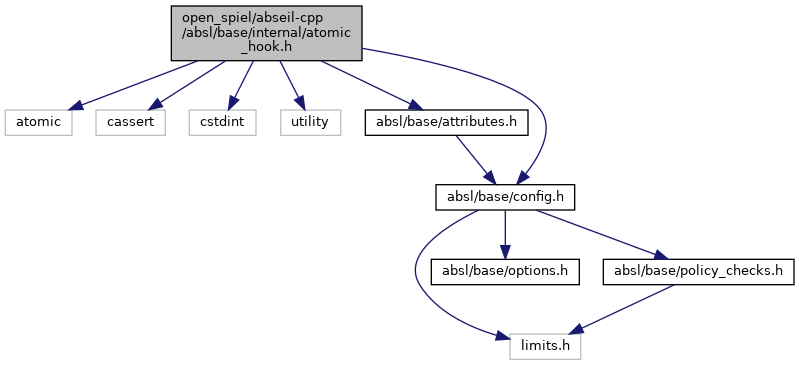 open_spiel/abseil-cpp
/absl/base/internal/atomic
_hook.h
atomic
cassert
cstdint
utility
absl/base/attributes.h
absl/base/config.h
absl/base/options.h
absl/base/policy_checks.h
limits.h